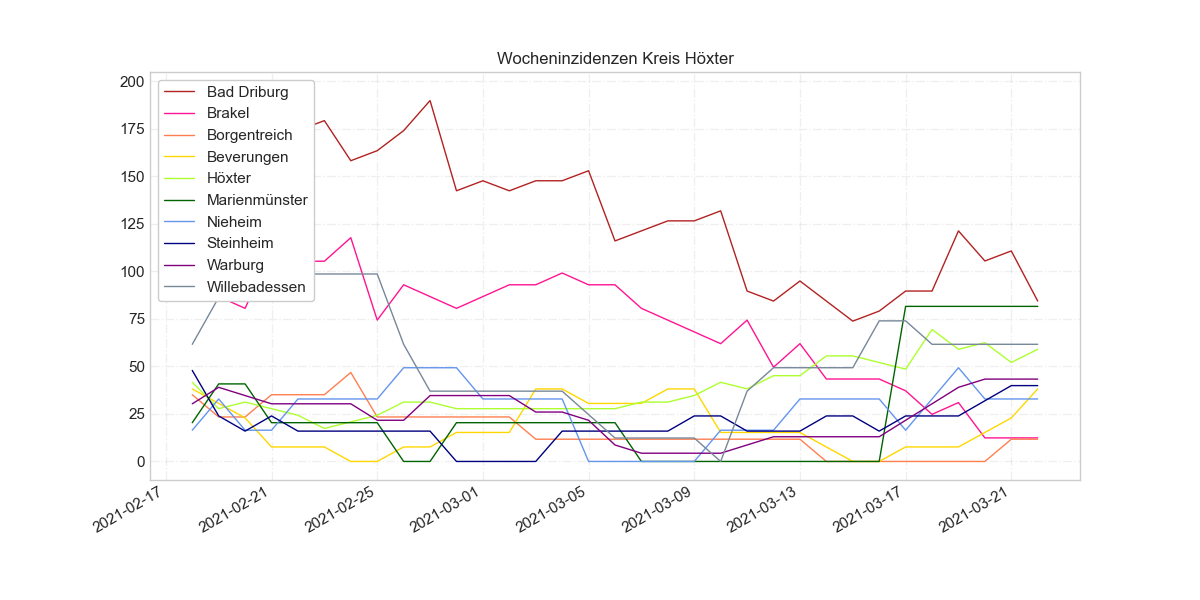 Wocheninzidenzen Kreis Höxter
200
175
150
125
100
75
50
25
0
Bad Driburg
Brakel
Borgentreich
Beverungen
Höxter
Marienmünster
Nieheim
Steinheim
Warburg
Willebadessen
2021-02-17
2021-02-21
2021-02-25
2021-03-01
2021-03-05
2021-03-09
2021-03-13
2021-03-17
2021-03-21